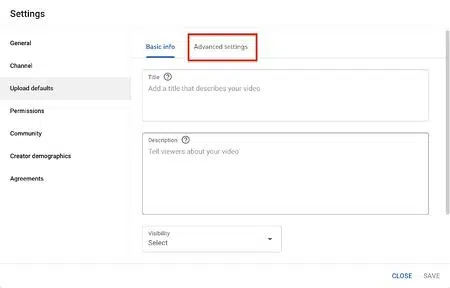 Settings
General
Channel
Upload defaults
Permissions
Community
Creator demographics
Agreements
Basic info
Advanced settings
Title ?
Add a title that describes your video
Description ?
Tell viewers about your video
Visibility
Select
CLOSE
SAVE